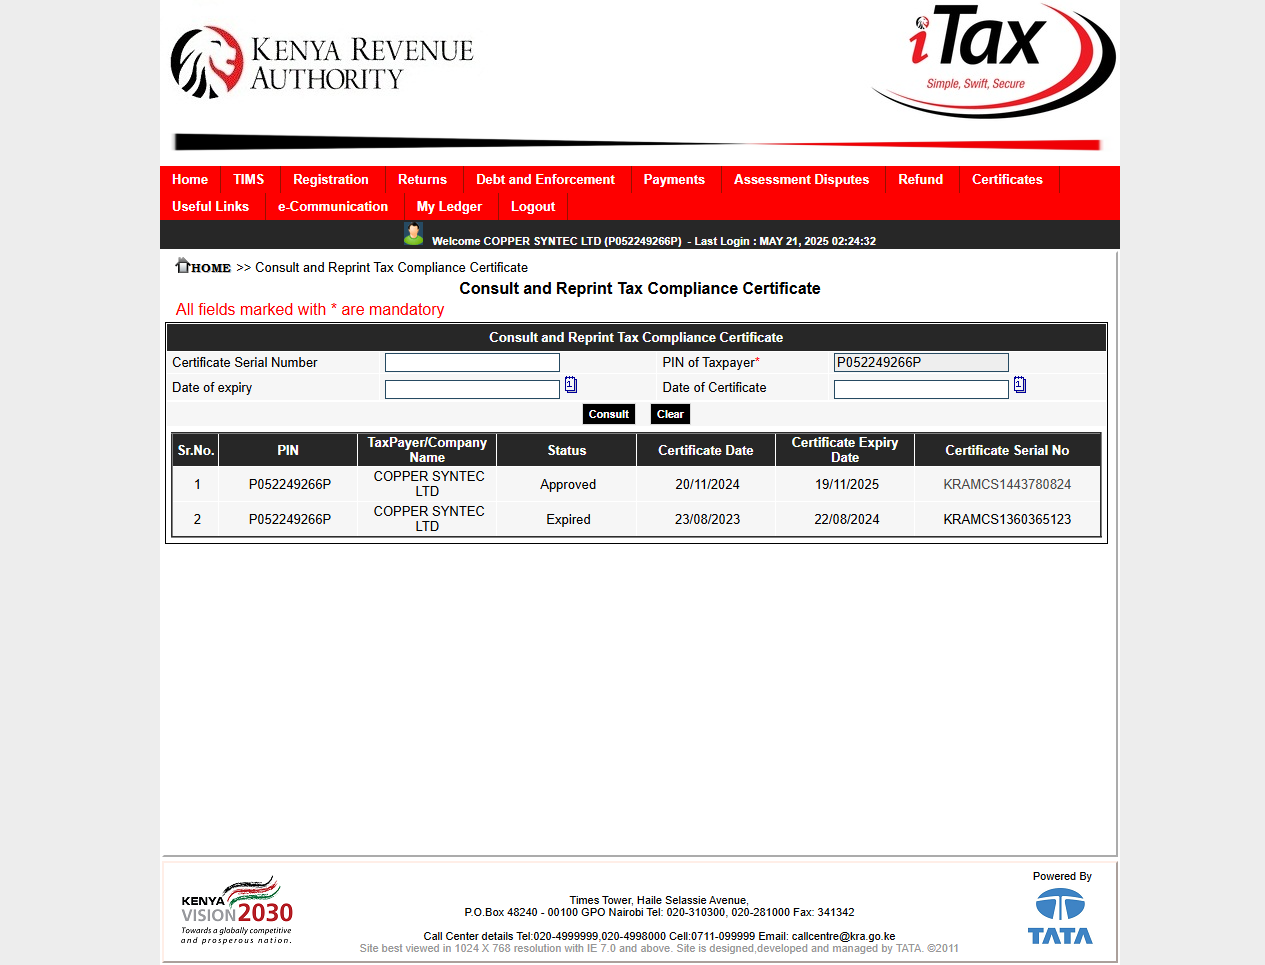 KENYA REVENUE
AUTHORITY
iTax
Simple, Swift, Secure
Home TIMS Registration Returns Debt and Enforcement Payments Assessment Disputes Refund Certificates
Useful Links e-Communication My Ledger Logout
Welcome COPPER SYNTEC LTD (P052249266P) - Last Login : MAY 21, 2025 02:24:32
HOME >> Consult and Reprint Tax Compliance Certificate
Consult and Reprint Tax Compliance Certificate
All fields marked with * are mandatory
Consult and Reprint Tax Compliance Certificate
Certificate Serial Number PIN of Taxpayer* P052249266P
Date of expiry 1 Date of Certificate 1
Consult Clear
Sr.No. PIN TaxPayer/Company Name Status Certificate Date Certificate Expiry Date Certificate Serial No
1 P052249266P COPPER SYNTEC LTD Approved 20/11/2024 19/11/2025 KRAMCS1443780824
2 P052249266P COPPER SYNTEC LTD Expired 23/08/2023 22/08/2024 KRAMCS1360365123
KENYA
VISION 2030
Towards a globally competitive
and prosperous nation.
Times Tower, Haile Selassie Avenue,
P.O.Box 48240 - 00100 GPO Nairobi Tel: 020-310300, 020-281000 Fax: 341342
Call Center details Tel:020-4999999,020-4998000 Cell:0711-099999 Email: callcentre@kra.go.ke
Site best viewed in 1024 X 768 resolution with IE 7.0 and above. Site is designed,developed and managed by TATA. ©2011
Powered By
TATA